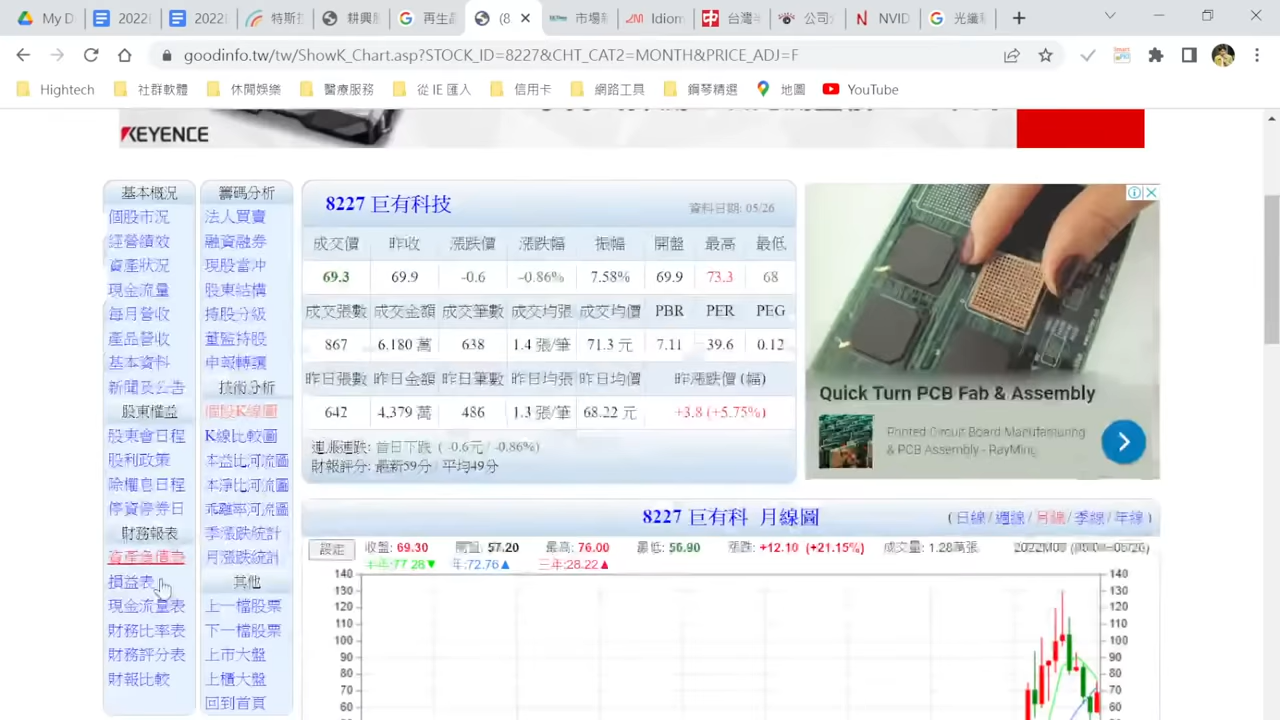 My D
2022
2022
特斯
耕興
再生
(8
市場
Idiom
台灣
公司
NVID
光纖
goodinfo.tw/tw/ShowK_Chart.asp?STOCK_ID=8227&CHT_CAT2=MONTH&PRICE_ADJ=F
Hightech
社群軟體
休閒娛樂
醫療服務
從 IE 匯入
信用卡
網路工具
鋼琴精選
地圖
YouTube
KEYENCE
基本概況
個股市況
經營績效
資產狀況
現金流量
每月營收
產品營收
基本資料
新聞及公告
股東權益
股東會日程
股利政策
除權息日程
停資停券日
財務報表
資產負債表
損益表
現金流量表
財務比率表
財務評分表
財報比較
籌碼分析
法人買賣
融資融券
現股當沖
股東結構
持股分級
董監持股
申報轉讓
技術分析
個股K線圖
K線比較圖
本益比河流圖
本淨比河流圖
乖離率河流圖
季漲跌統計
月漲跌統計
其他
上一檔股票
下一檔股票
上市大盤
上櫃大盤
回到首頁
8227 巨有科技
資料日期: 05/26
成交價 昨收 漲跌價 漲跌幅 振幅 開盤 最高 最低
69.3 69.9 -0.6 -0.86% 7.58% 69.9 73.3 68
成交張數 成交金額 成交筆數 成交均張 成交均價 PBR PER PEG
867 6.180 萬 638 1.4 張/筆 71.3 元 7.11 39.6 0.12
昨日張數 昨日金額 昨日筆數 昨日均張 昨日均價 昨漲跌價 (幅)
642 4,379 萬 486 1.3 張/筆 68.22 元 +3.8 (+5.75%)
連漲連跌: 首日下跌 ( -0.6元 / -0.86%)
財報評分: 最新59分 / 平均49分
Quick Turn PCB Fab & Assembly
Printed Circuit Board Manufacturing
& PCB Assembly - RayMing
8227 巨有科 月線圖
( 日線 / 週線 / 月線 / 季線 / 年線 )
設定 收盤: 69.30 開盤: 57.20 最高: 76.00 最低: 56.90 漲跌: +12.10 (+21.15%) 成交量: 1.28萬張
半年:77.28▼ 年:72.76▲ 三年:28.22▲
140 140
130 130
120 120
110 110
100 100
90 90
80 80
70 70
60 60